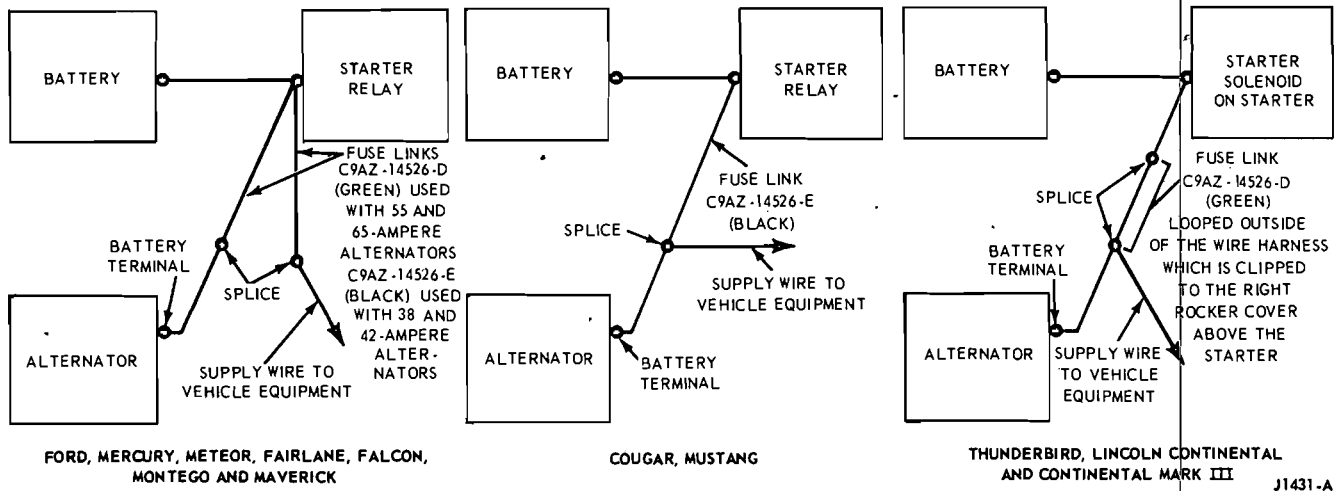 BATTERY
STARTER
RELAY
FUSE LINKS
C9AZ-14526-D
(GREEN) USED
WITH 55 AND
65-AMPERE
ALTERNATORS
C9AZ-14526-E
(BLACK) USED
WITH 38 AND
42-AMPERE
ALTER-
NATORS
BATTERY
TERMINAL
SPLICE
ALTERNATOR
SUPPLY WIRE TO
VEHICLE EQUIPMENT
FORD, MERCURY, METEOR, FAIRLANE, FALCON,
MONTEGO AND MAVERICK
BATTERY
STARTER
RELAY
FUSE LINK
C9AZ-14526-E
(BLACK)
SPLICE
SUPPLY WIRE TO
VEHICLE EQUIPMENT
ALTERNATOR
BATTERY
TERMINAL
COUGAR, MUSTANG
BATTERY
STARTER
SOLENOID
ON STARTER
FUSE LINK
C9AZ-14526-D
(GREEN)
LOOPED OUTSIDE
OF THE WIRE HARNESS
WHICH IS CLIPPED
TO THE RIGHT
ROCKER COVER
ABOVE THE
STARTER
SPLICE
BATTERY
TERMINAL
ALTERNATOR
SUPPLY WIRE
TO VEHICLE
EQUIPMENT
THUNDERBIRD, LINCOLN CONTINENTAL
AND CONTINENTAL MARK III
J1431-A